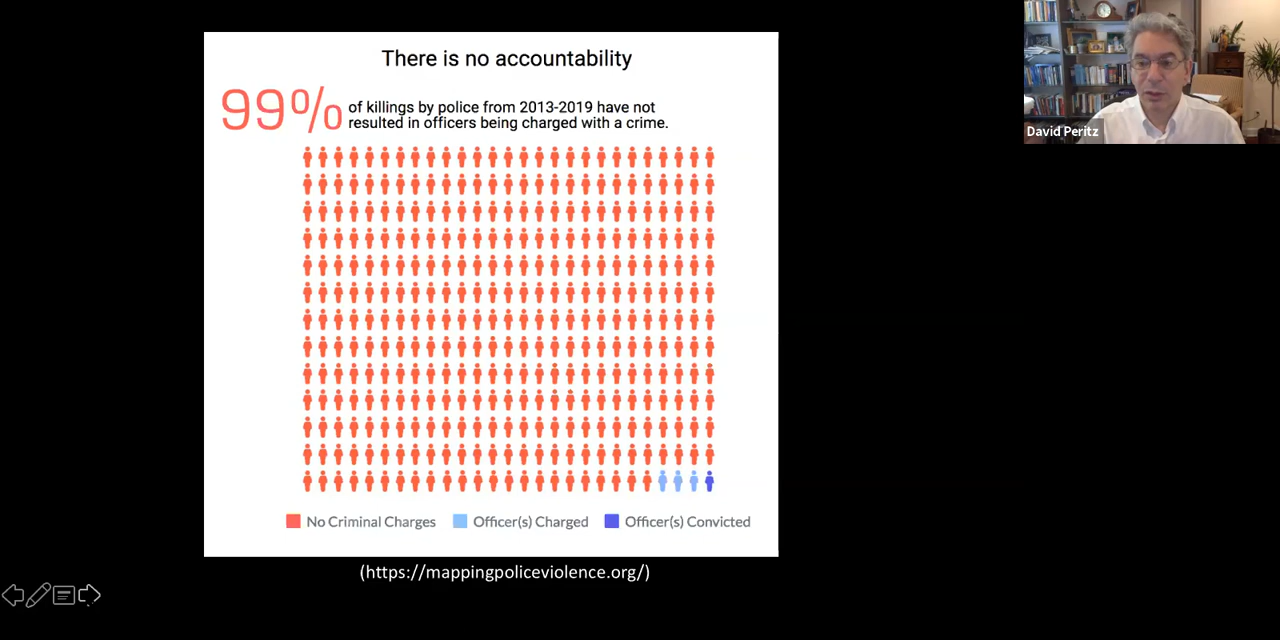 There is no accountability
99%
of killings by police from 2013-2019 have not
resulted in officers being charged with a crime.
No Criminal Charges
Officer(s) Charged
Officer(s) Convicted
(https://mappingpoliceviolence.org/)
David Peritz